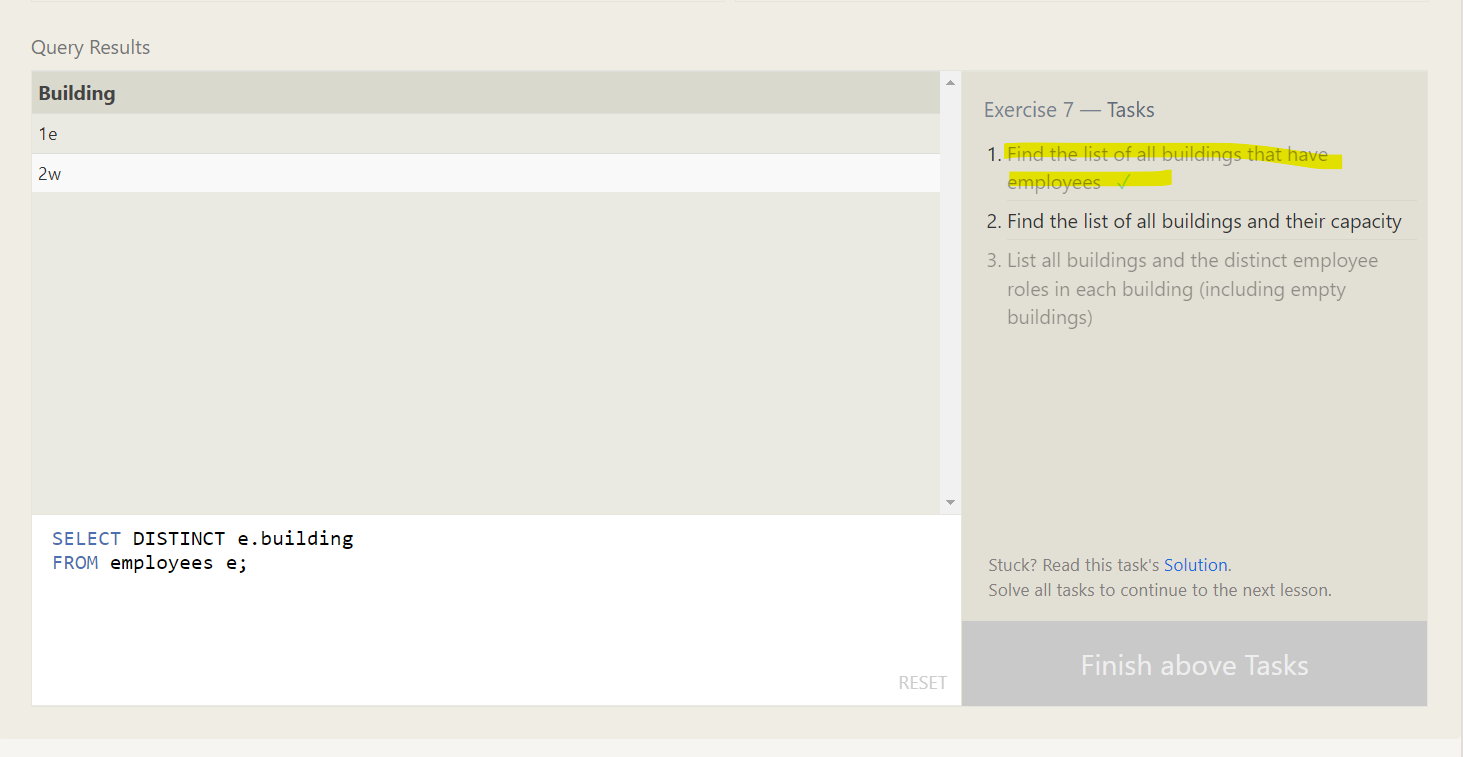 Query Results
Building
1e
2w
SELECT DISTINCT e.building
FROM employees e;
RESET
Exercise 7 — Tasks
1. Find the list of all buildings that have
employees ✓
2. Find the list of all buildings and their capacity
3. List all buildings and the distinct employee
roles in each building (including empty
buildings)
Stuck? Read this task's Solution.
Solve all tasks to continue to the next lesson.
Finish above Tasks